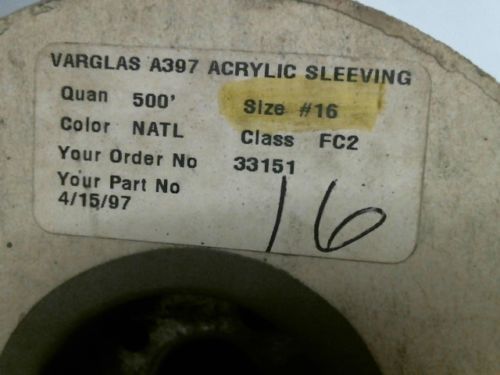 VARGLAS A397 ACRYLIC SLEEVING
Quan 500' Size #16
Color NATL Class FC2
Your Order No 33151
Your Part No
4/15/97
16